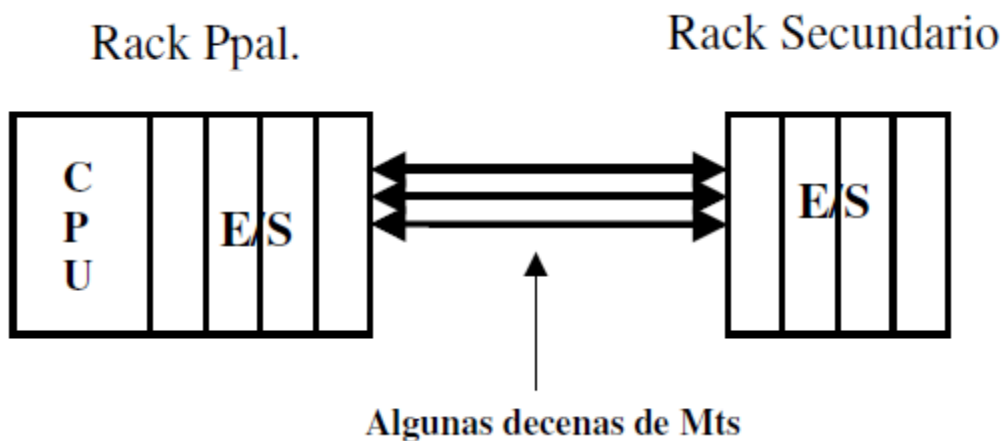 Rack Ppal.
Rack Secundario
C
P
U
E/S
E/S
Algunas decenas de Mts